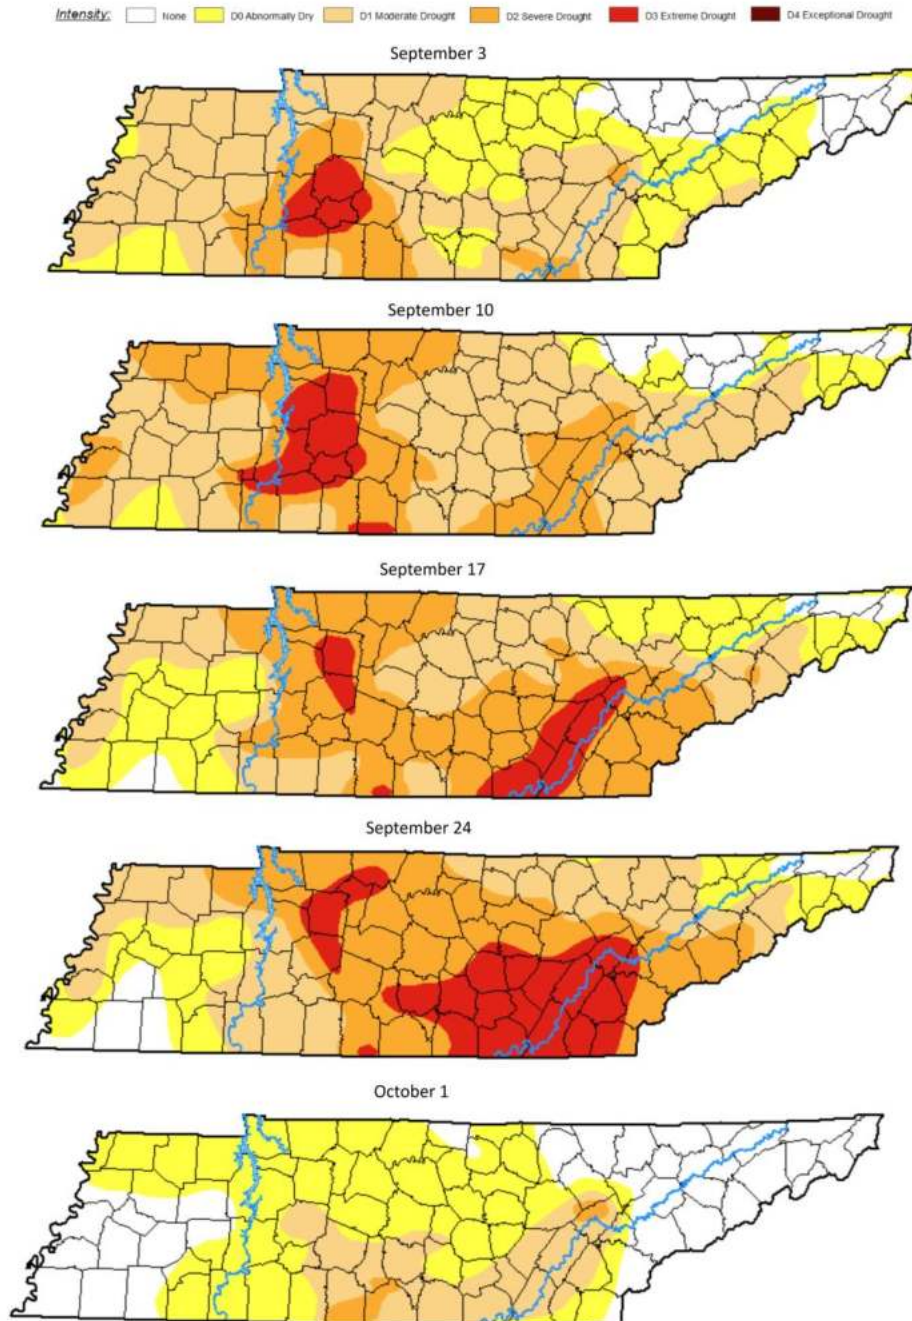 Intensity: None D0 Abnormally Dry D1 Moderate Drought D2 Severe Drought D3 Extreme Drought D4 Exceptional Drought
September 3
September 10
September 17
September 24
October 1